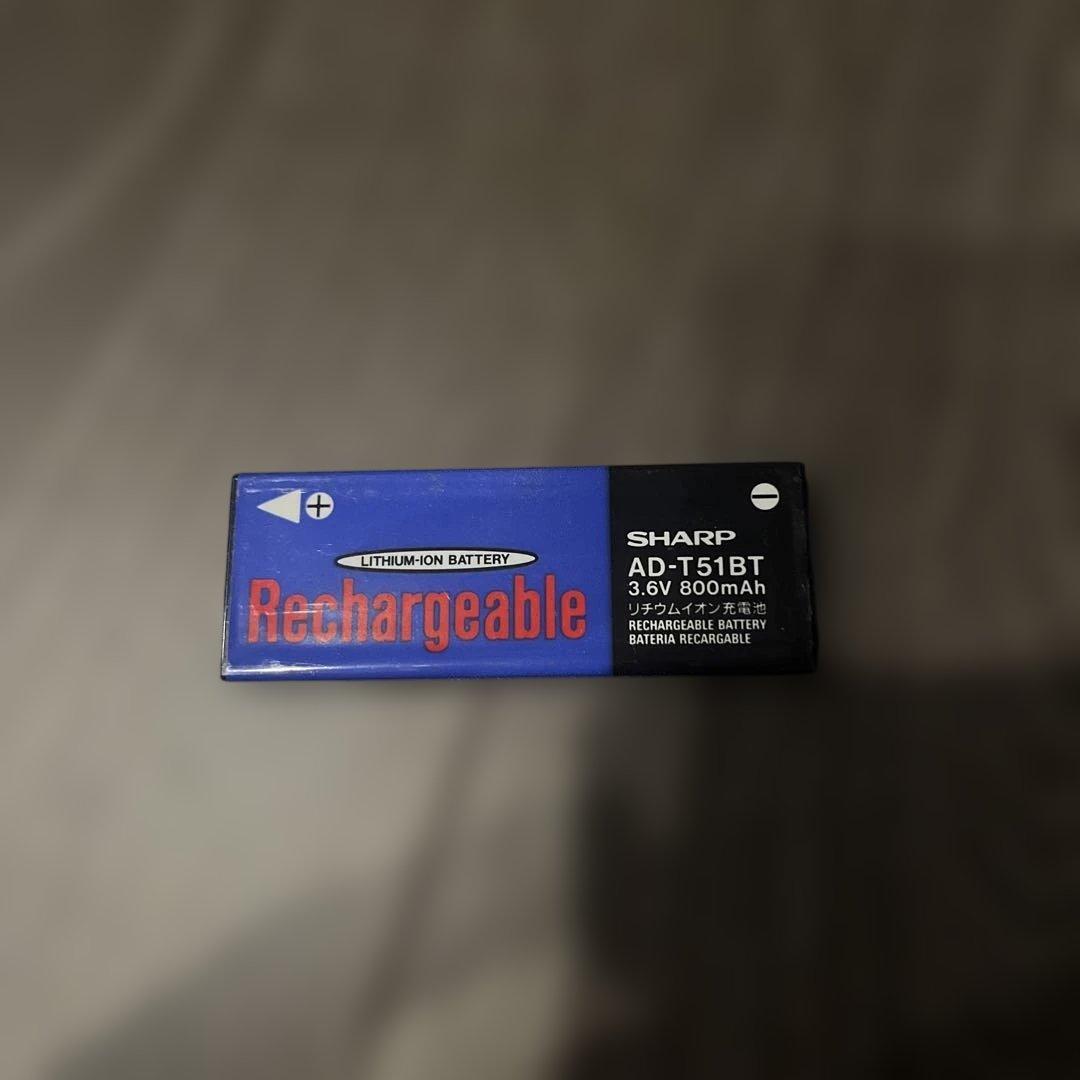 LITHIUM-ION BATTERY
Rechargeable
SHARP
AD-T51BT
3.6V 800mAh
リチウムイオン充電池
RECHARGEABLE BATTERY
BATERIA RECARGABLE